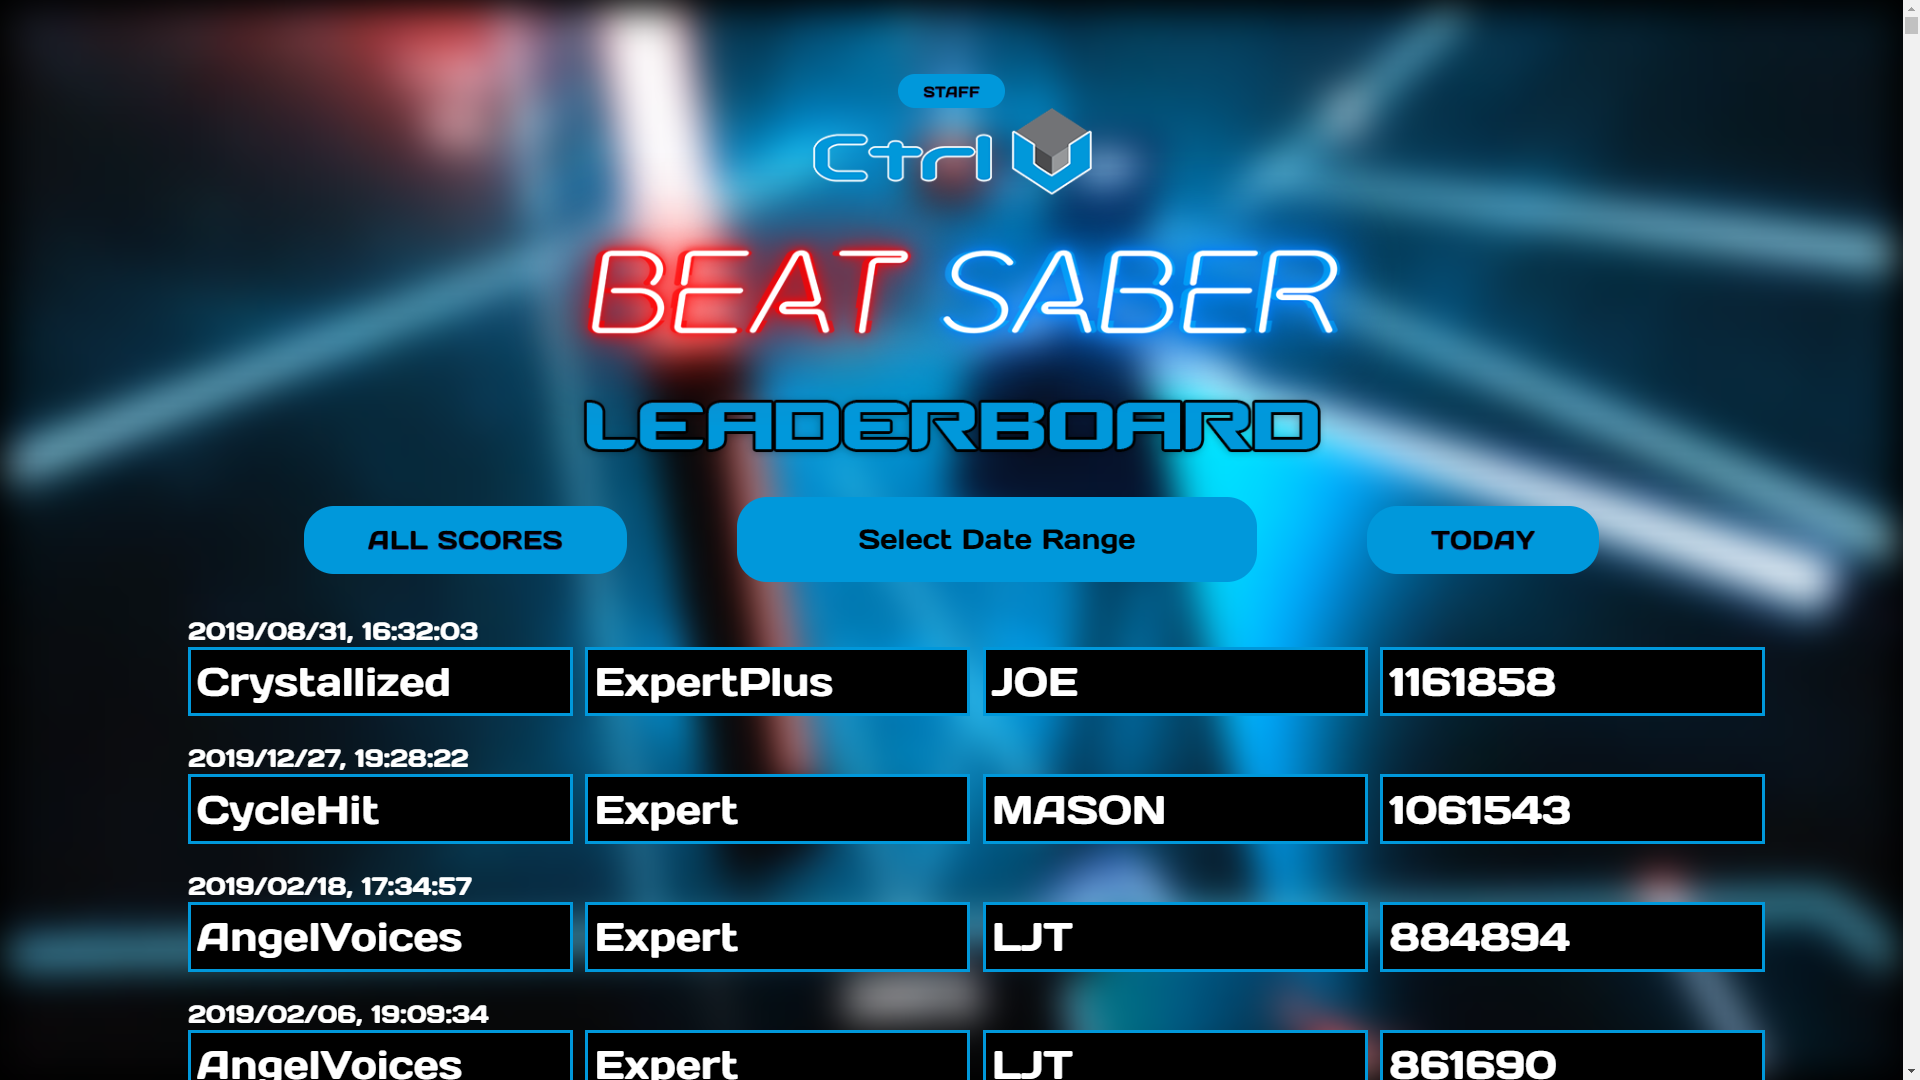 STAFF
Ctrl
BEAT SABER
LEADERBOARD
ALL SCORES
Select Date Range
TODAY
2019/08/31, 16:32:03
Crystallized ExpertPlus JOE 1161858
2019/12/27, 19:28:22
CycleHit Expert MASON 1061543
2019/02/18, 17:34:57
AngelVoices Expert LJT 884894
2019/02/06, 19:09:34
AngelVoices Expert LJT 861690